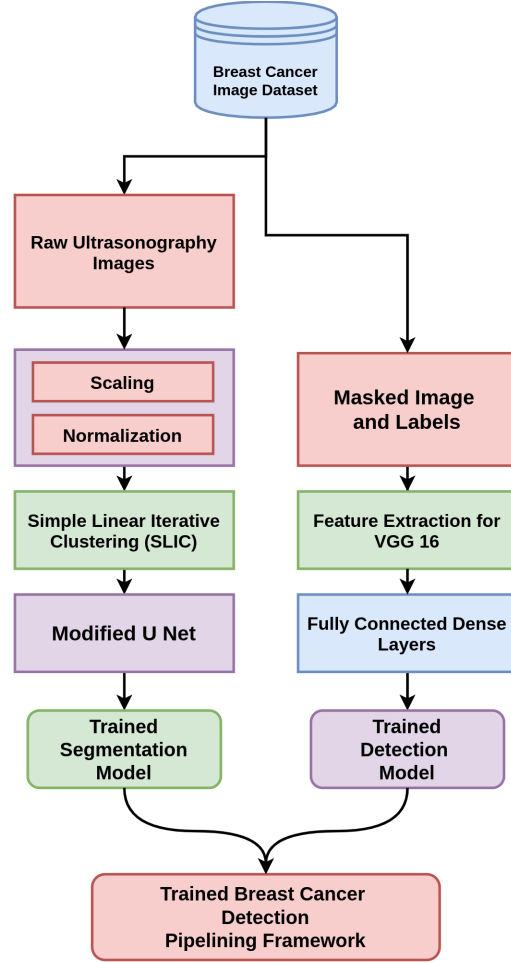 Breast Cancer
Image Dataset
Raw Ultrasonography
Images
Scaling
Normalization
Simple Linear Iterative
Clustering (SLIC)
Modified U Net
Trained
Segmentation
Model
Masked Image
and Labels
Feature Extraction for
VGG 16
Fully Connected Dense
Layers
Trained
Detection
Model
Trained Breast Cancer
Detection
Pipelining Framework